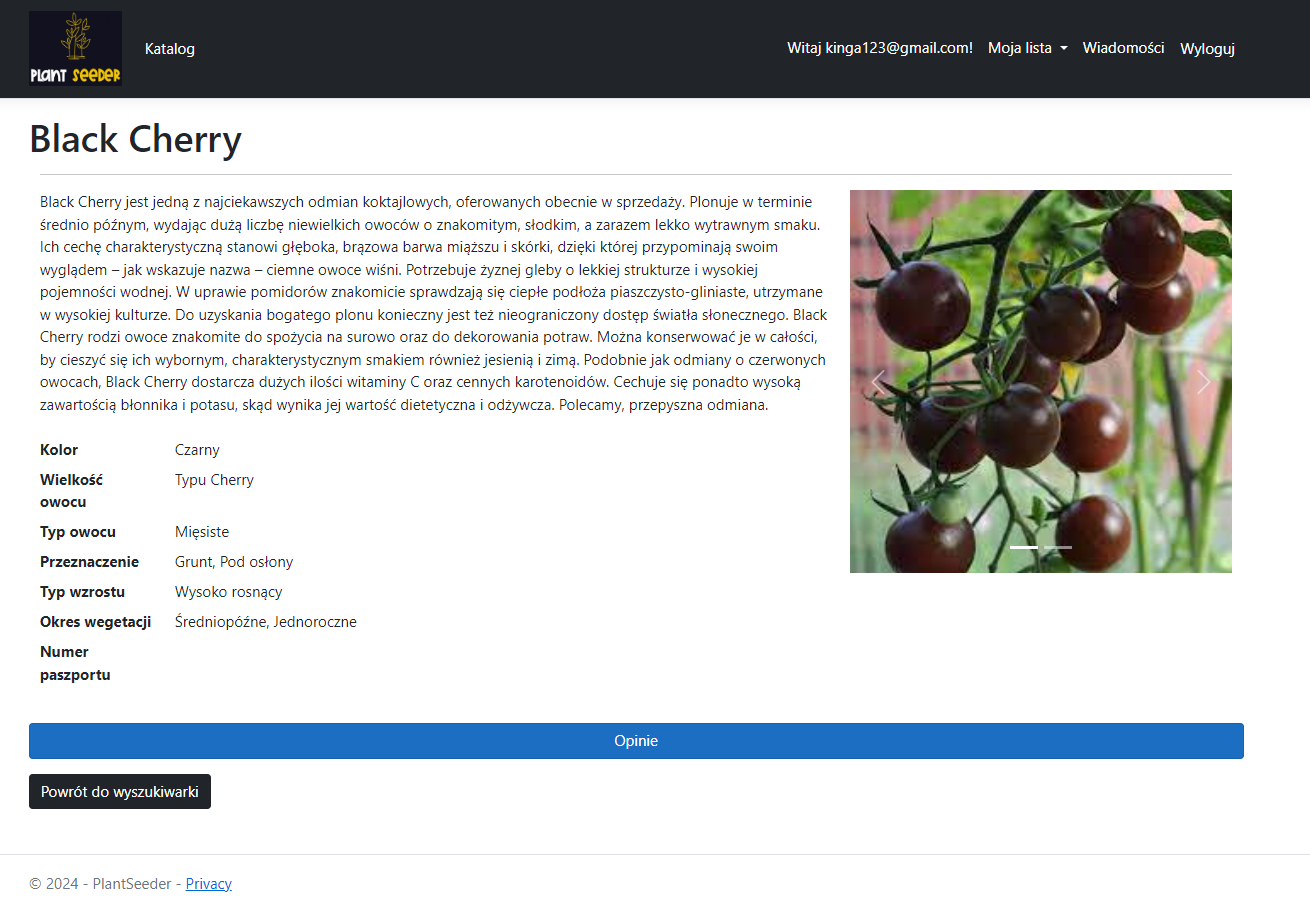 PLANT SEEDER
Katalog
Witaj kinga123@gmail.com!
Moja lista
Wiadomości
Wyloguj
Black Cherry
Black Cherry jest jedną z najciekawszych odmian koktajlowych, oferowanych obecnie w sprzedaży. Plonuje w terminie
średnio późnym, wydając dużą liczbę niewielkich owoców o znakomitym, słodkim, a zarazem lekko wytrawnym smaku.
Ich cechę charakterystyczną stanowi głęboka, brązowa barwa miąższu i skórki, dzięki której przypominają swoim
wyglądem – jak wskazuje nazwa – ciemne owoce wiśni. Potrzebuje żyznej gleby o lekkiej strukturze i wysokiej
pojemności wodnej. W uprawie pomidorów znakomicie sprawdzają się ciepłe podłoża piaszczysto-gliniaste, utrzymane
w wysokiej kulturze. Do uzyskania bogatego plonu konieczny jest też nieograniczony dostęp światła słonecznego. Black
Cherry rodzi owoce znakomite do spożycia na surowo oraz do dekorowania potraw. Można konserwować je w całości,
by cieszyć się ich wybornym, charakterystycznym smakiem również jesienią i zimą. Podobnie jak odmiany o czerwonych
owocach, Black Cherry dostarcza dużych ilości witaminy C oraz cennych karotenoidów. Cechuje się ponadto wysoką
zawartością błonnika i potasu, skąd wynika jej wartość dietetyczna i odżywcza. Polecamy, przepyszna odmiana.
Kolor Czarny
Wielkość Typu Cherry
owocu
Typ owocu Mięsiste
Przeznaczenie Grunt, Pod osłony
Typ wzrostu Wysoko rosnący
Okres wegetacji Średniopóźne, Jednoroczne
Numer
paszportu
Opinie
Powrót do wyszukiwarki
© 2024 - PlantSeeder - Privacy